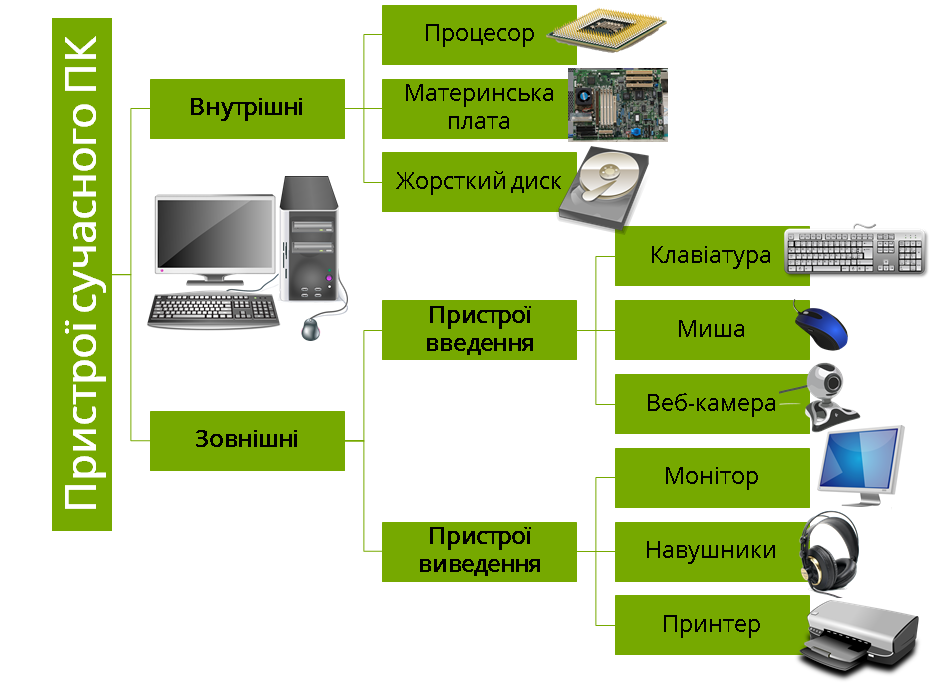 Пристрої сучасного ПК
Внутрішні
Процесор
Материнська
плата
Жорсткий диск
Зовнішні
Пристрої
введення
Клавіатура
Миша
Веб-камера
Пристрої
виведення
Монітор
Навушники
Принтер